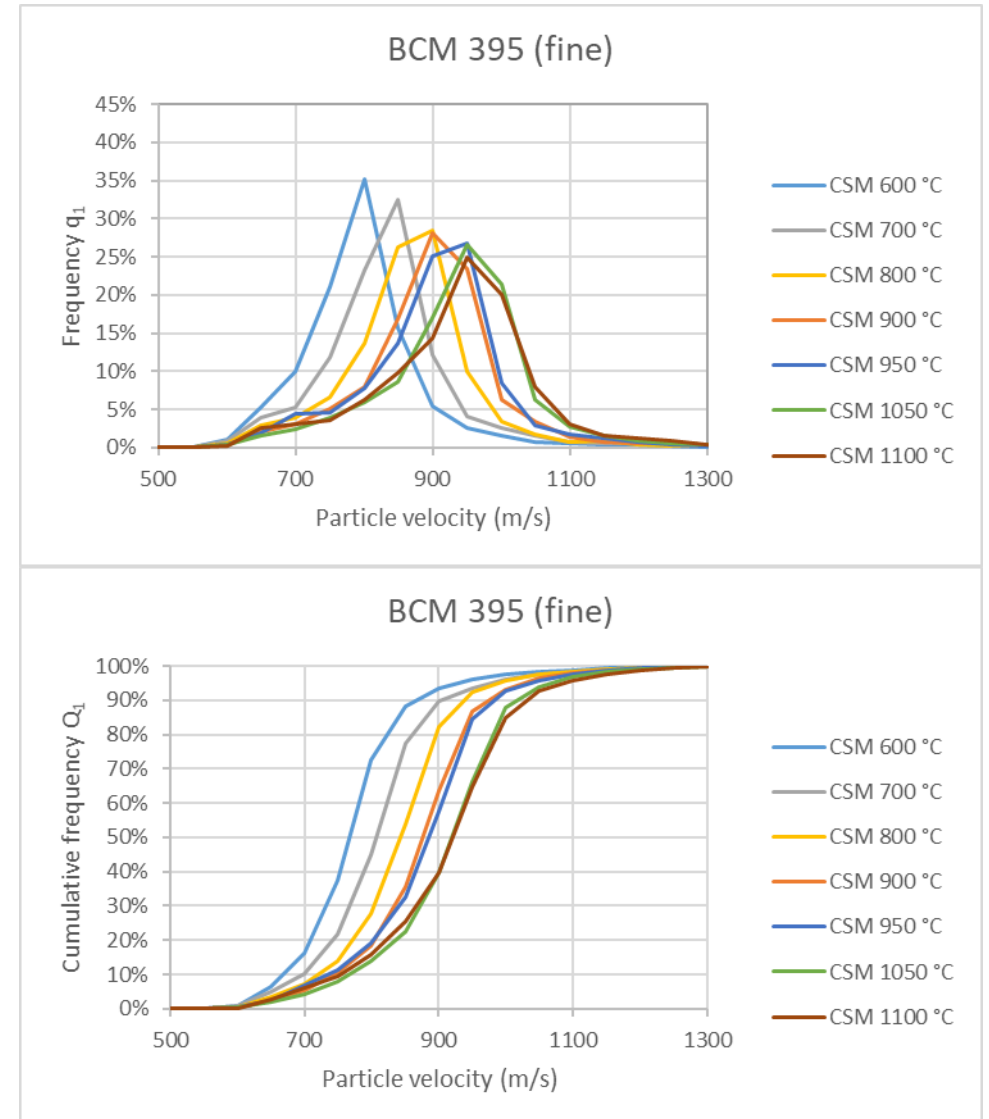 BCM 395 (fine)
45%
40%
35%
30%
25%
20%
15%
10%
5%
0%
Frequency q₁
500 700 900 1100 1300
Particle velocity (m/s)
CSM 600 °C
CSM 700 °C
CSM 800 °C
CSM 900 °C
CSM 950 °C
CSM 1050 °C
CSM 1100 °C
BCM 395 (fine)
100%
90%
80%
70%
60%
50%
40%
30%
20%
10%
0%
Cumulative frequency Q₁
500 700 900 1100 1300
Particle velocity (m/s)
CSM 600 °C
CSM 700 °C
CSM 800 °C
CSM 900 °C
CSM 950 °C
CSM 1050 °C
CSM 1100 °C